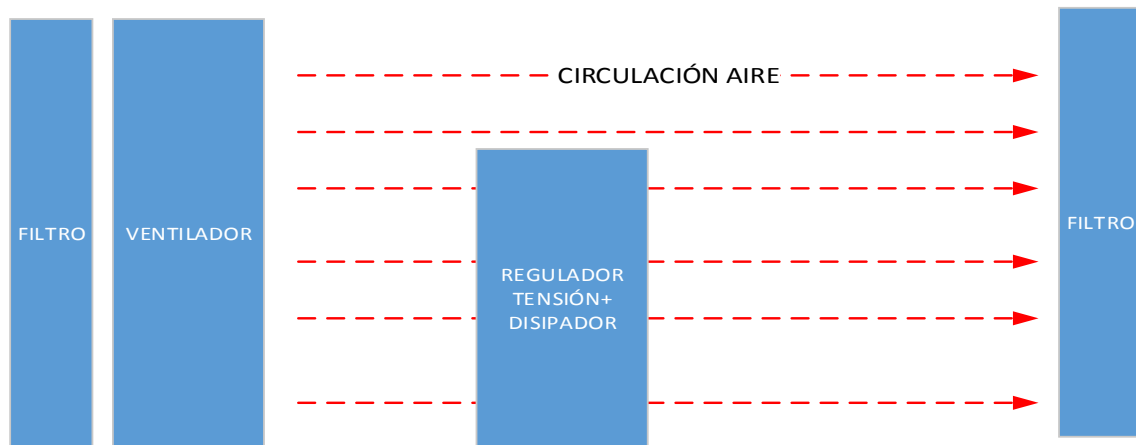 CIRCULACIÓN AIRE
FILTRO
VENTILADOR
REGULADOR
TENSIÓN+
DISIPADOR
FILTRO